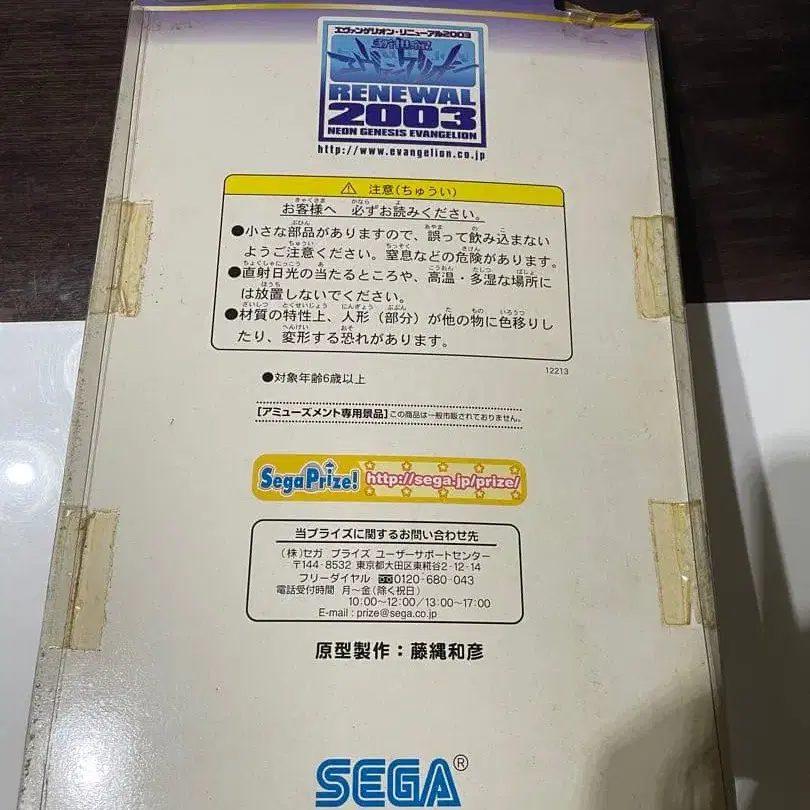 エヴァンゲリオン・リニューアル2003
RENEWAL
2003
NEON GENESIS EVANGELION
http://www.evangelion.co.jp
注意(ちゅうい)
お客様へ 必ずお読みください。
●小さな部品がありますので、誤って飲み込まない
ようご注意ください。窒息などの危険があります。
●直射日光の当たるところや、高温・多湿な場所に
は放置しないでください。
●材質の特性上、人形（部分）が他の物に色移りし
たり、変形する恐れがあります。
12213
●対象年齢6歳以上
[アミューズメント専用景品] この商品は一般市販されておりません。
SegaPrize! http://sega.jp/prize/
当プライズに関するお問い合わせ先
（株）セガ プライズ ユーザーサポートセンター
〒144-8532 東京都大田区東糀谷2-12-14
フリーダイヤル 0120-680-043
電話受付時間 月〜金（除く祝日）
10:00〜12:00/13:00〜17:00
E-mail : prize@sega.co.jp
原型製作：藤縄和彦
SEGA®